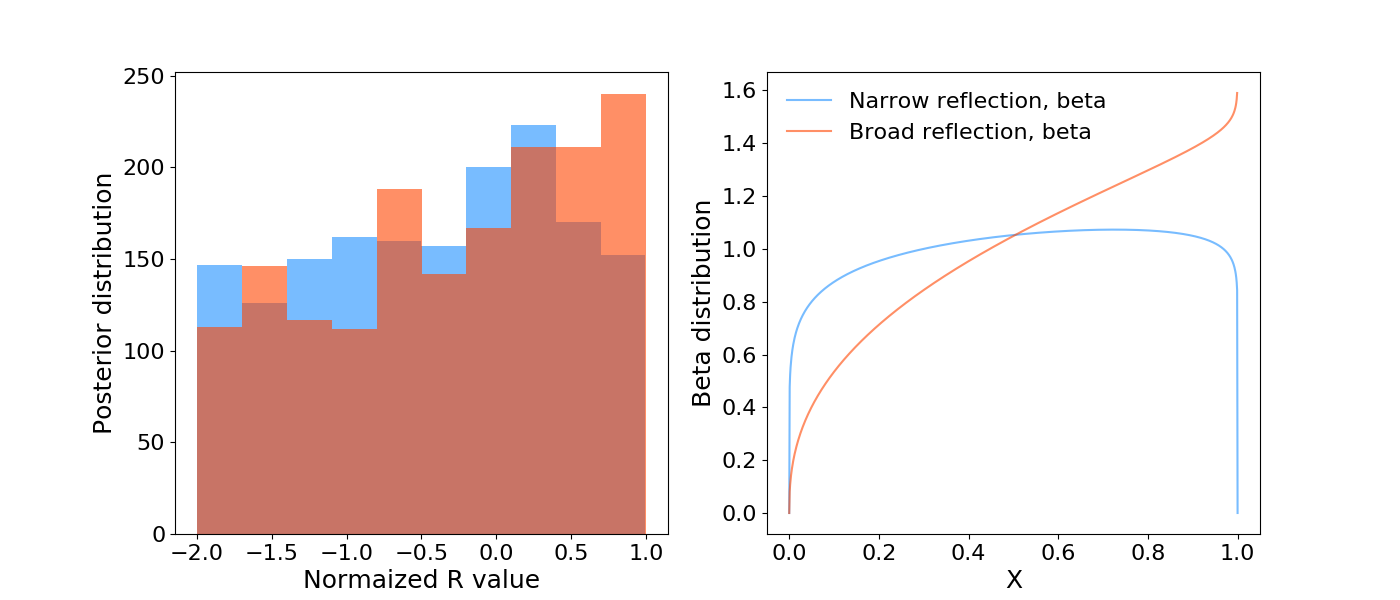 250
200
150
100
50
0
Posterior distribution
−2.0 −1.5 −1.0 −0.5 0.0 0.5 1.0
Normaized R value
Narrow reflection, beta
Broad reflection, beta
1.6
1.4
1.2
1.0
0.8
0.6
0.4
0.2
0.0
Beta distribution
0.0 0.2 0.4 0.6 0.8 1.0
X